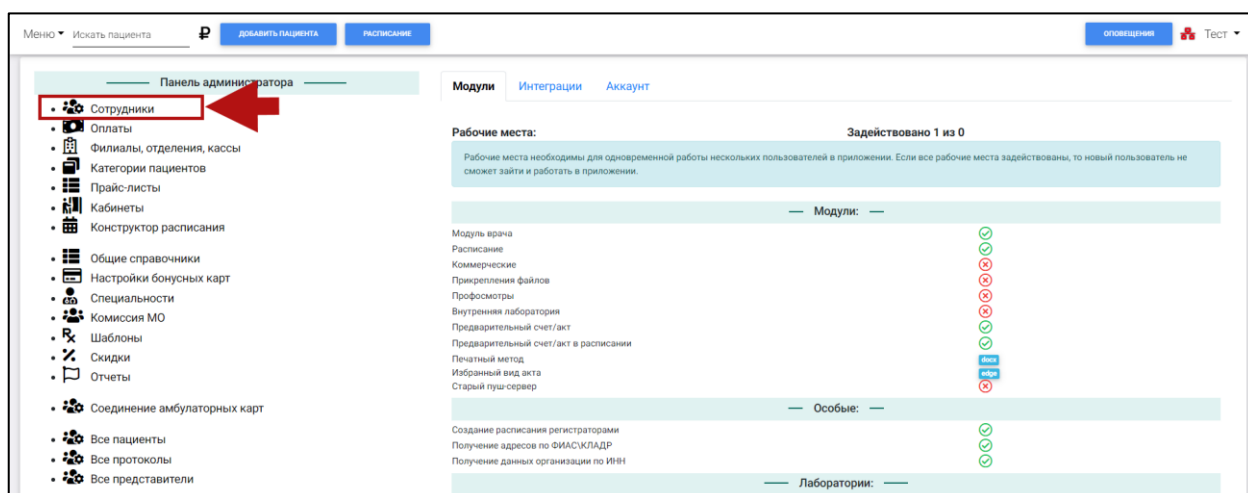 Меню Искать пациента ₽ ДОБАВИТЬ ПАЦИЕНТА РАСПИСАНИЕ ОПОВЕЩЕНИЯ Тест
Панель администратора
Сотрудники
Оплаты
Филиалы, отделения, кассы
Категории пациентов
Прайс-листы
Кабинеты
Конструктор расписания
Общие справочники
Настройки бонусных карт
Специальности
Комиссия МО
Шаблоны
Скидки
Отчеты
Соединение амбулаторных карт
Все пациенты
Все протоколы
Все представители
Модули Интеграции Аккаунт
Рабочие места: Задействовано 1 из 0
Рабочие места необходимы для одновременной работы нескольких пользователей в приложении. Если все рабочие места задействованы, то новый пользователь не
сможет зайти и работать в приложении.
Модули:
Модуль врача
Расписание
Коммерческие
Прикрепления файлов
Профосмотры
Внутренняя лаборатория
Предварительный счет/акт
Предварительный счет/акт в расписании
Печатный метод docx
Избранный вид акта edge
Старый пуш-сервер
Особые:
Создание расписания регистраторами
Получение адресов по ФИАС\КЛАДР
Получение данных организации по ИНН
Лаборатории: